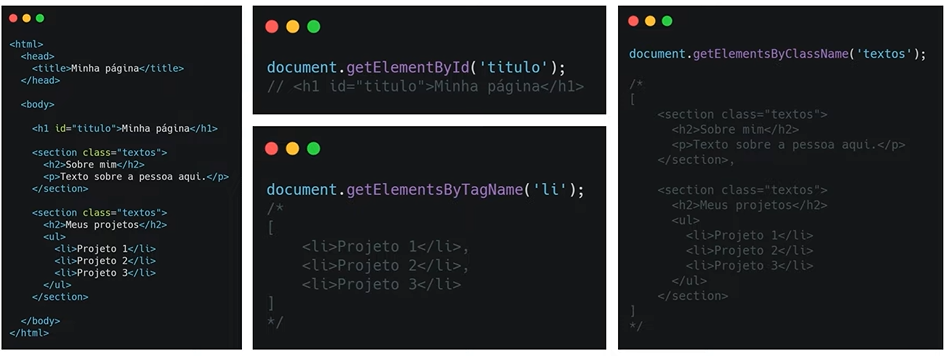 <html>
<head>
<title>Minha página</title>
</head>
<body>
<h1 id="titulo">Minha página</h1>
<section class="textos">
<h2>Sobre mim</h2>
<p>Texto sobre a pessoa aqui.</p>
</section>
<section class="textos">
<h2>Meus projetos</h2>
<ul>
<li>Projeto 1</li>
<li>Projeto 2</li>
<li>Projeto 3</li>
</ul>
</section>
</body>
</html>
document.getElementById('titulo');
// <h1 id="titulo">Minha página</h1>
document.getElementsByTagName('li');
/*
[
<li>Projeto 1</li>,
<li>Projeto 2</li>,
<li>Projeto 3</li>
]
*/
document.getElementsByClassName('textos');
/*
[
<section class="textos">
<h2>Sobre mim</h2>
<p>Texto sobre a pessoa aqui.</p>
</section>,
<section class="textos">
<h2>Meus projetos</h2>
<ul>
<li>Projeto 1</li>
<li>Projeto 2</li>
<li>Projeto 3</li>
</ul>
</section>
]
*/